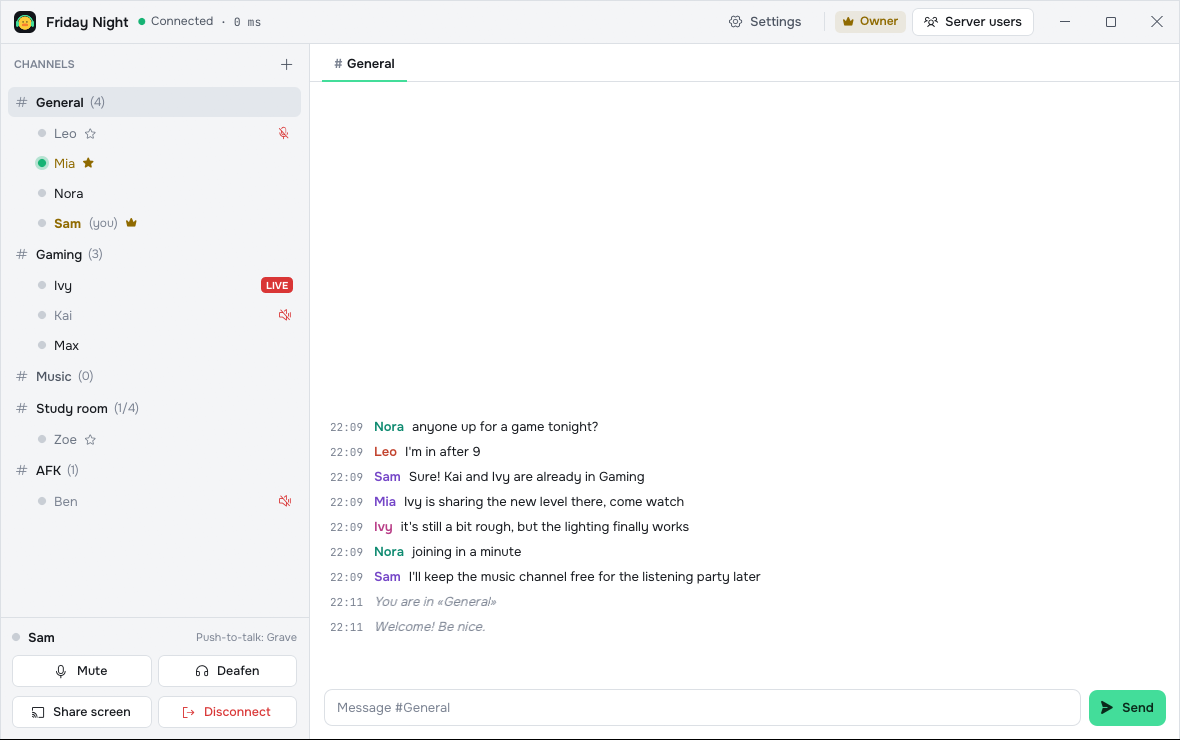 Friday Night Connected · 0 ms Settings Owner Server users
CHANNELS
# General
# General (4)
Leo
Mia
Nora
Sam (you)
# Gaming (3)
Ivy LIVE
Kai
Max
# Music (0)
# Study room (1/4)
Zoe
# AFK (1)
Ben
Sam Push-to-talk: Grave
Mute Deafen
Share screen Disconnect
22:09 Nora anyone up for a game tonight?
22:09 Leo I'm in after 9
22:09 Sam Sure! Kai and Ivy are already in Gaming
22:09 Mia Ivy is sharing the new level there, come watch
22:09 Ivy it's still a bit rough, but the lighting finally works
22:09 Nora joining in a minute
22:09 Sam I'll keep the music channel free for the listening party later
22:11 You are in «General»
22:11 Welcome! Be nice.
Message #General Send